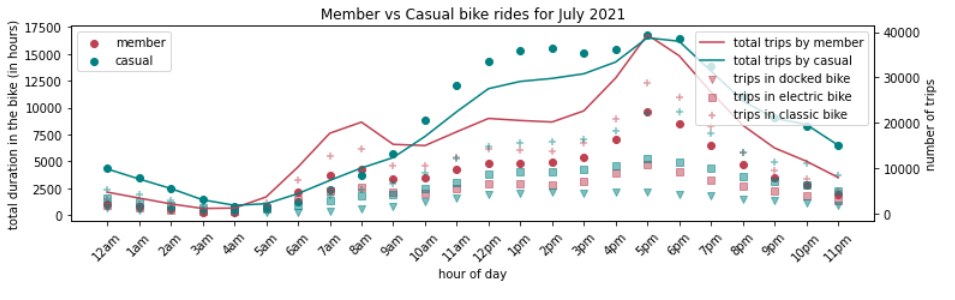 Member vs Casual bike rides for July 2021
total duration in the bike (in hours)
17500
15000
12500
10000
7500
5000
2500
0
member
casual
total trips by member
total trips by casual
trips in docked bike
trips in electric bike
trips in classic bike
40000
30000
20000
10000
0
number of trips
12am
1am
2am
3am
4am
5am
6am
7am
8am
9am
10am
11am
12pm
1pm
2pm
3pm
4pm
5pm
6pm
7pm
8pm
9pm
10pm
11pm
hour of day